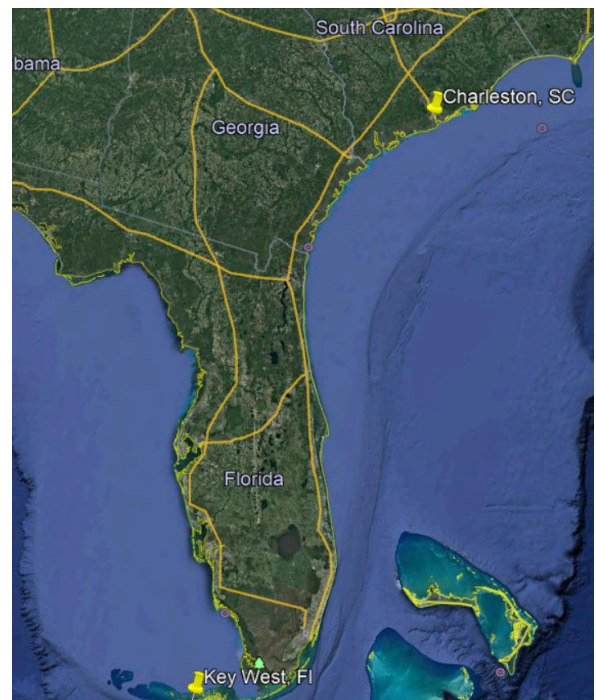 South Carolina
bama
Charleston, SC
Georgia
Florida
Key West, Fl